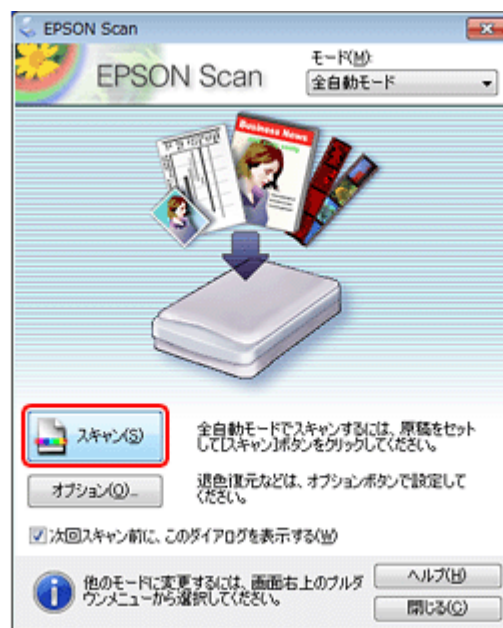 EPSON Scan
EPSON Scan
モード(M):
全自動モード
Business News
スキャン(S)
全自動モードでスキャンするには、原稿をセット
して[スキャン]ボタンをクリックしてください。
オプション(O)...
退色復元などは、オプションボタンで設定して
ください。
次回スキャン前に、このダイアログを表示する(W)
他のモードに変更するには、画面右上のプルダ
ウンメニューから選択してください。
ヘルプ(H)
閉じる(C)